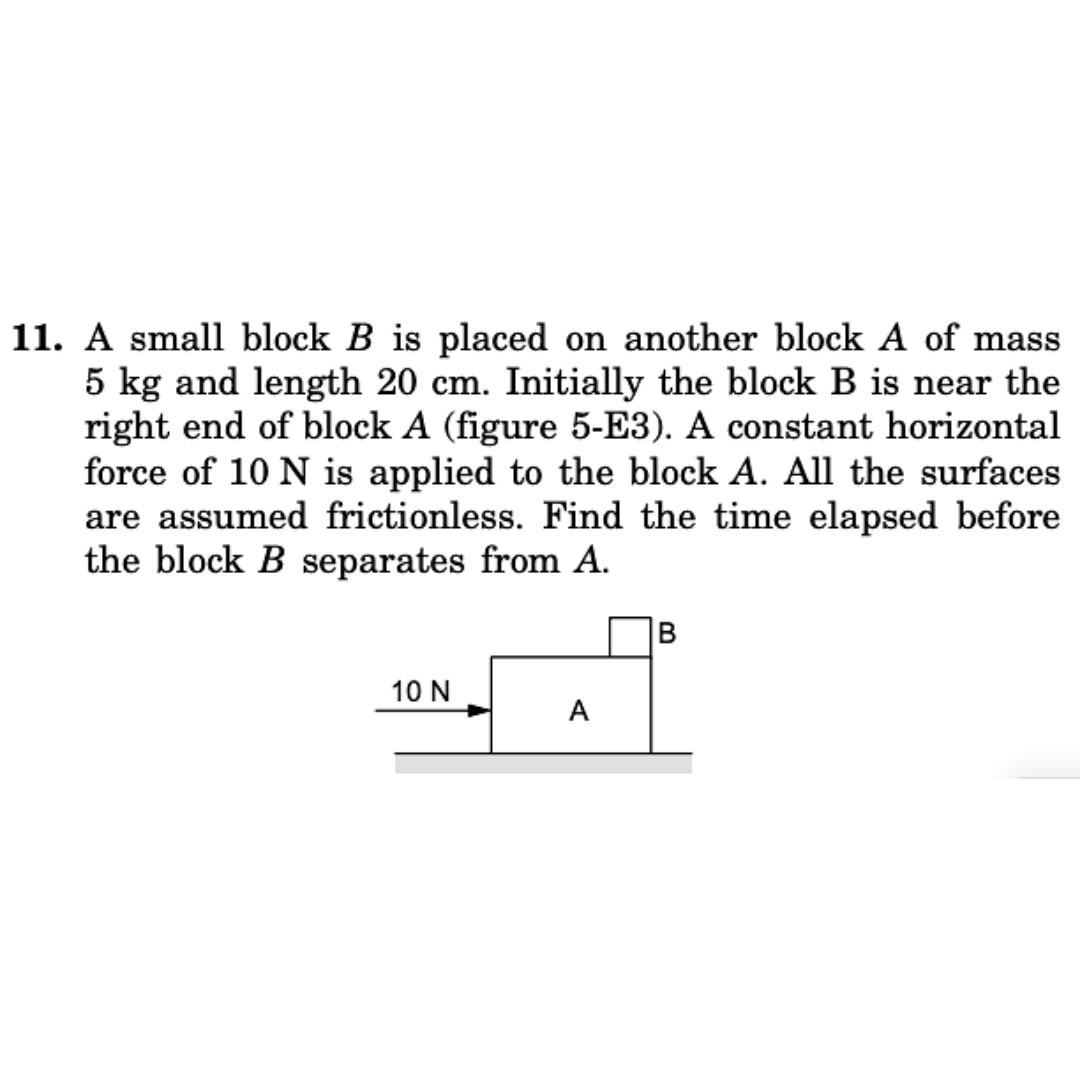 11. A small block B is placed on another block A of mass
5 kg and length 20 cm. Initially the block B is near the
right end of block A (figure 5-E3). A constant horizontal
force of 10 N is applied to the block A. All the surfaces
are assumed frictionless. Find the time elapsed before
the block B separates from A.
B
10 N
A